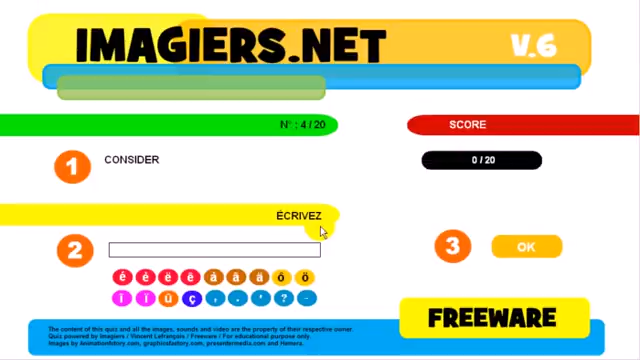 IMAGIERS.NET
V.6
N° : 4 / 20
SCORE
1
CONSIDER
0 / 20
ÉCRIVEZ
2
3
OK
ç
?
FREEWARE
The content of this quiz and all the images, sounds and video are the property of their respective owner.
Quiz powered by Imagiers / Vincent Lefrançois / Freeware / For educational purpose only.
Images by Animationfactory.com, graphicsfactory.com, presentermedia.com and Hemera.